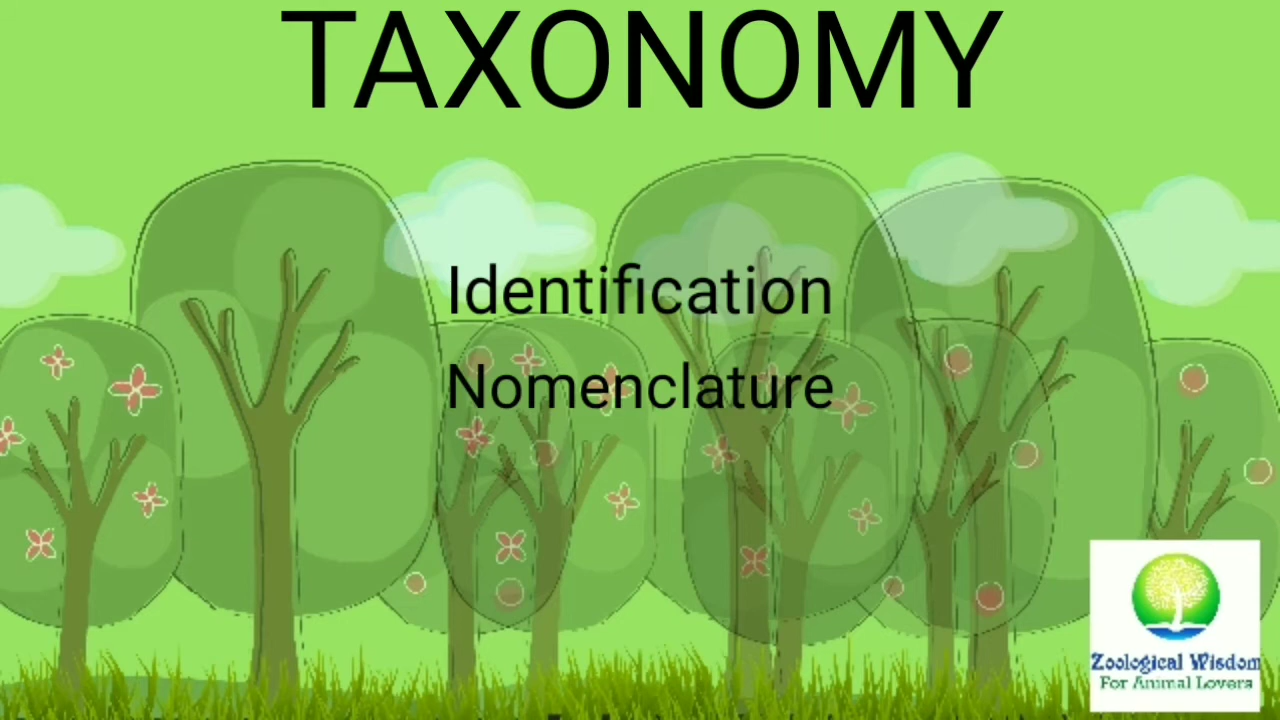 TAXONOMY
Identification
Nomenclature
Zoological Wisdom
For Animal Lovers